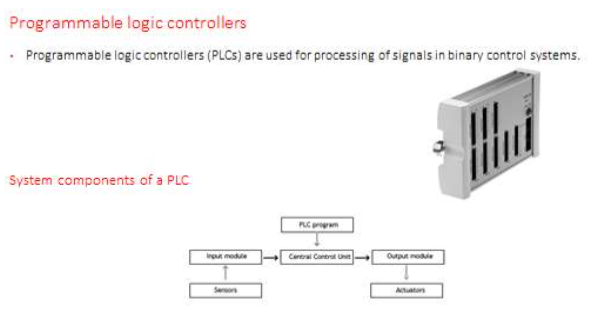 Programmable logic controllers
• Programmable logic controllers (PLCs) are used for processing of signals in binary control systems.
System components of a PLC
PLC program
Input module
Central Control Unit
Output module
Sensors
Actuators